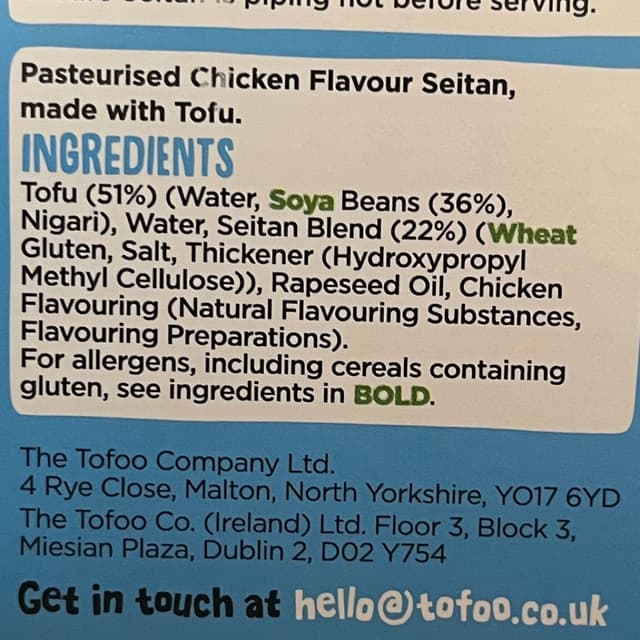 piping hot before serving.
Pasteurised Chicken Flavour Seitan,
made with Tofu.
INGREDIENTS
Tofu (51%) (Water, Soya Beans (36%),
Nigari), Water, Seitan Blend (22%) (Wheat
Gluten, Salt, Thickener (Hydroxypropyl
Methyl Cellulose)), Rapeseed Oil, Chicken
Flavouring (Natural Flavouring Substances,
Flavouring Preparations).
For allergens, including cereals containing
gluten, see ingredients in BOLD.
The Tofoo Company Ltd.
4 Rye Close, Malton, North Yorkshire, YO17 6YD
The Tofoo Co. (Ireland) Ltd. Floor 3, Block 3,
Miesian Plaza, Dublin 2, D02 Y754
Get in touch at hello@tofoo.co.uk